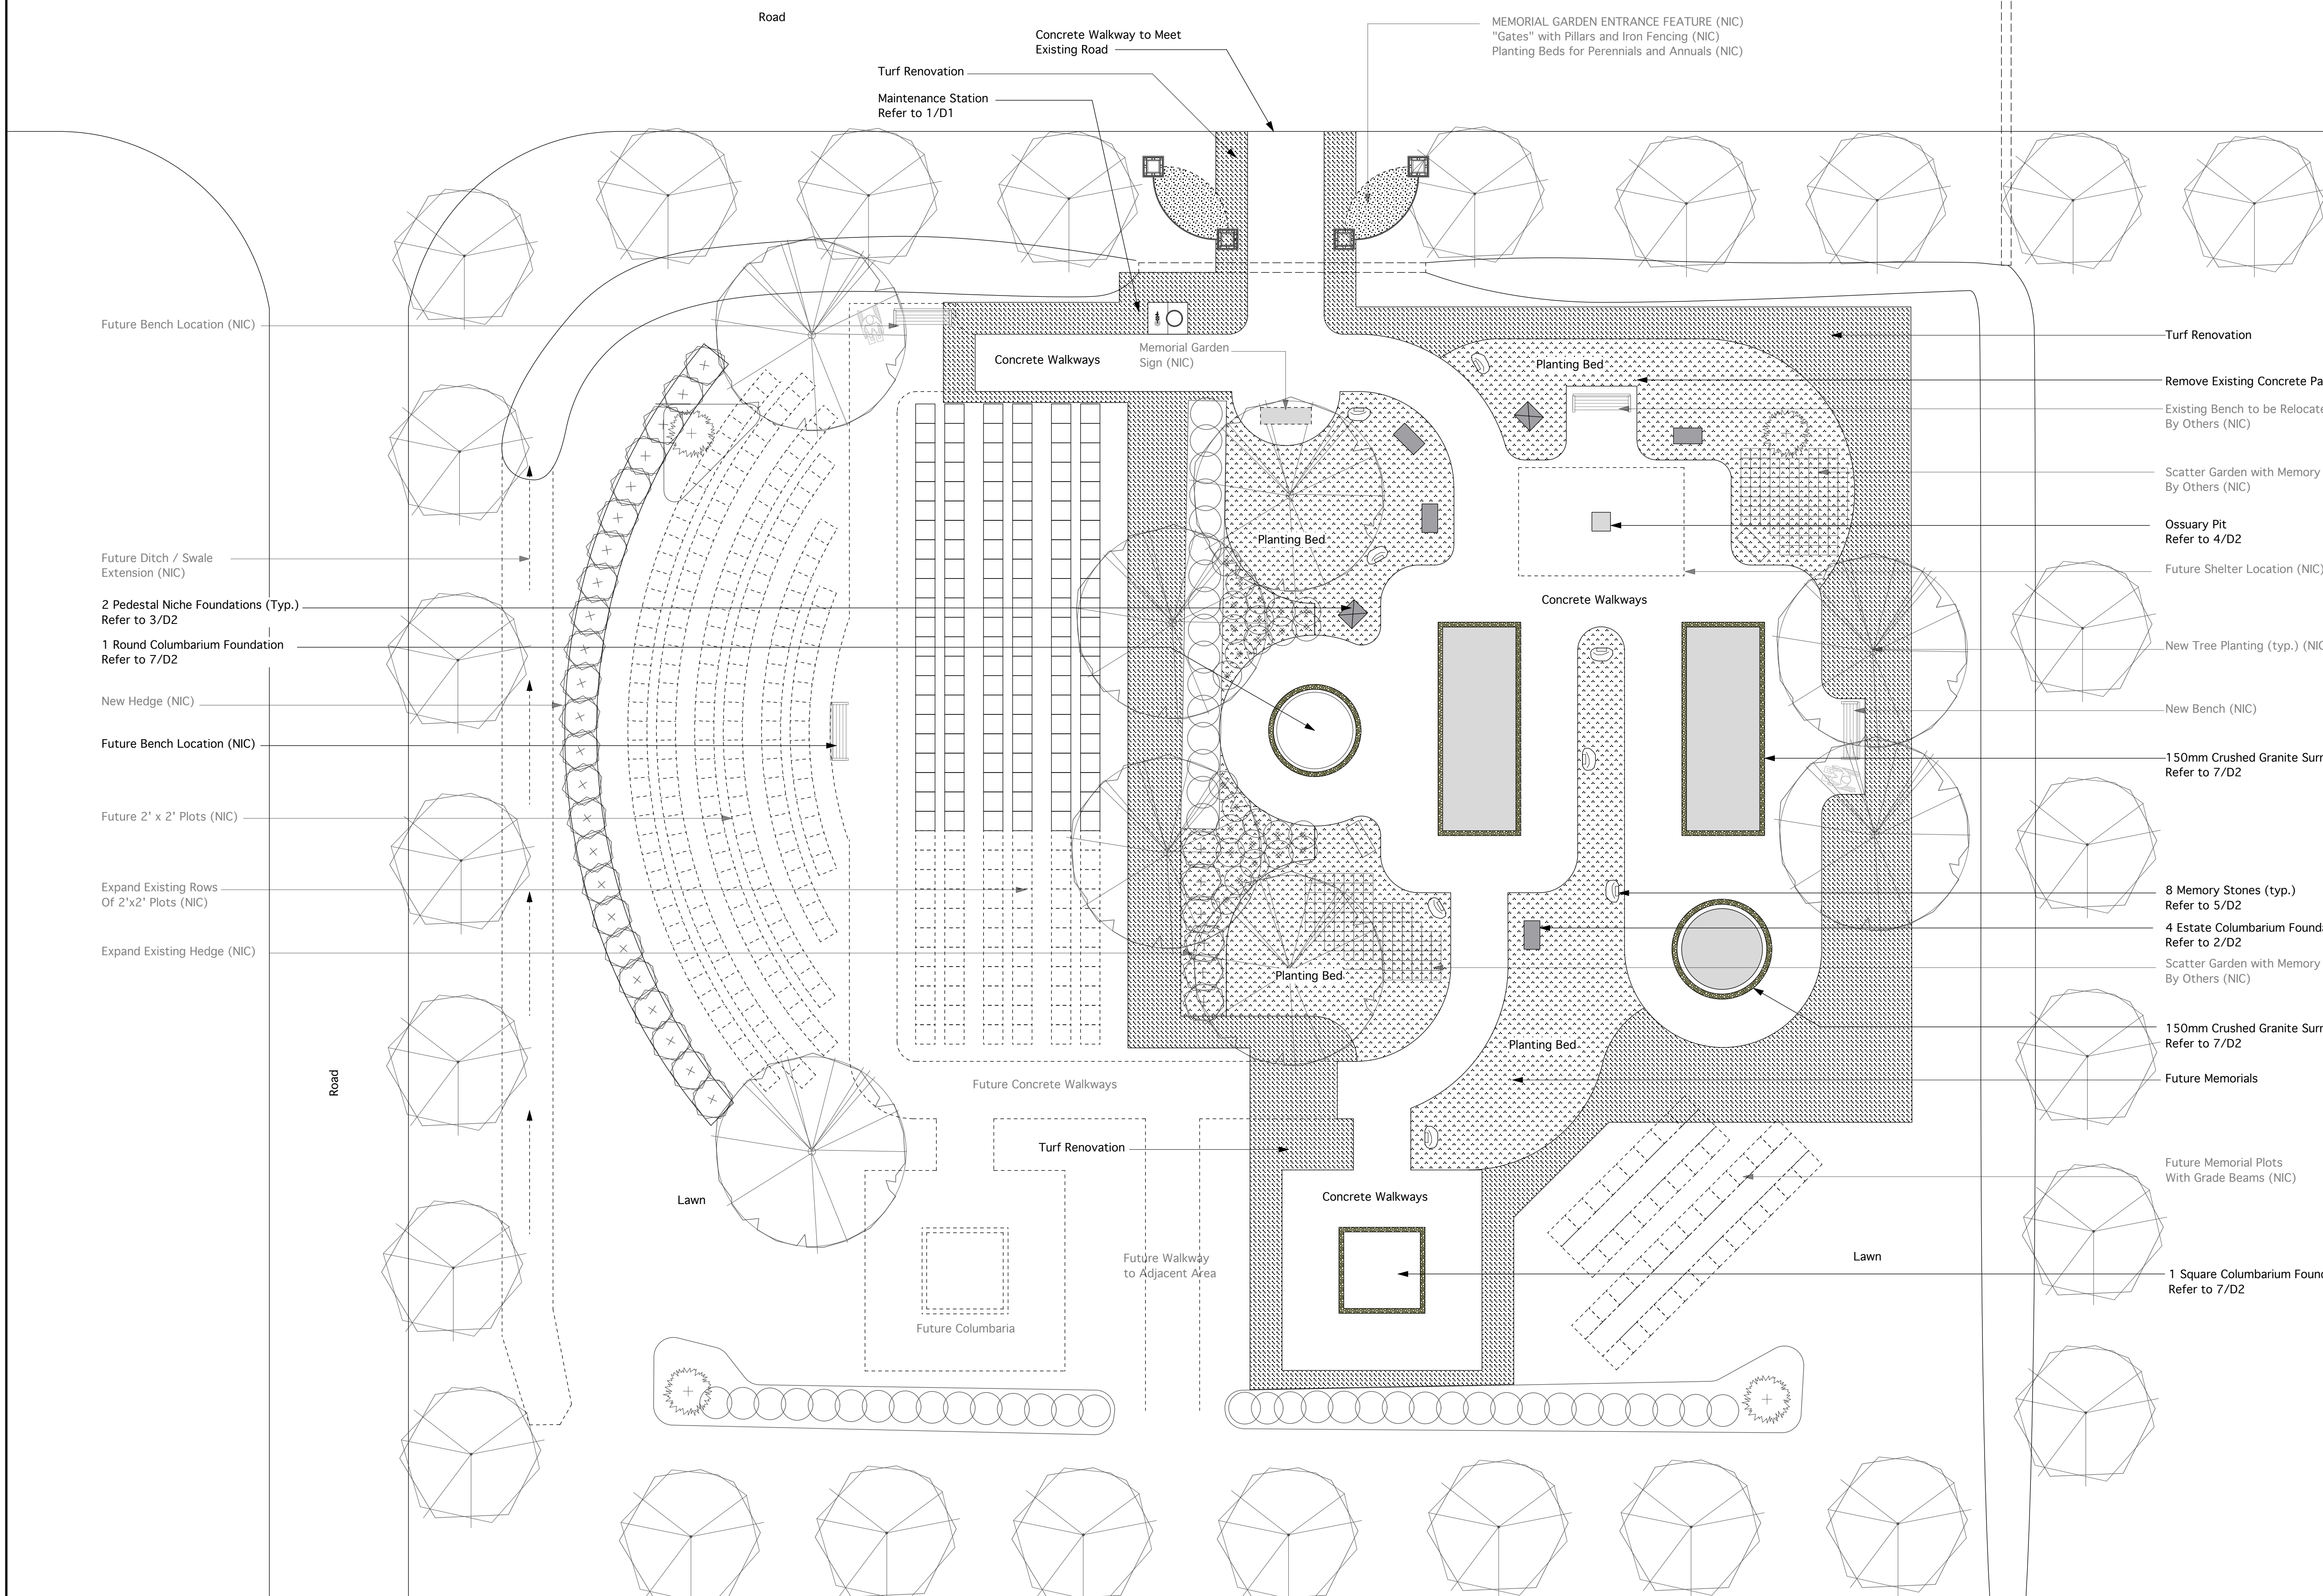 Road
Concrete Walkway to Meet
Existing Road
MEMORIAL GARDEN ENTRANCE FEATURE (NIC)
"Gates" with Pillars and Iron Fencing (NIC)
Planting Beds for Perennials and Annuals (NIC)
Turf Renovation
Maintenance Station
Refer to 1/D1
Future Bench Location (NIC)
Concrete Walkways
Memorial Garden
Sign (NIC)
Planting Bed
Turf Renovation
Remove Existing Concrete
Existing Bench to be
By Others (NIC)
Scatter Garden with Memory
By Others (NIC)
Ossuary Pit
Refer to 4/D2
Planting Bed
Future Ditch / Swale
Extension (NIC)
Future Shelter Location (NIC)
2 Pedestal Niche Foundations (Typ.)
Refer to 3/D2
Concrete Walkways
1 Round Columbarium Foundation
Refer to 7/D2
New Tree Planting (typ.)
New Hedge (NIC)
New Bench (NIC)
Future Bench Location (NIC)
150mm Crushed Granite
Refer to 7/D2
Future 2' x 2' Plots (NIC)
Expand Existing Rows
Of 2'x2' Plots (NIC)
8 Memory Stones (typ.)
Refer to 5/D2
4 Estate Columbarium
Refer to 2/D2
Expand Existing Hedge (NIC)
Scatter Garden with Memory
By Others (NIC)
Planting Bed
150mm Crushed Granite
Refer to 7/D2
Planting Bed
Road
Future Concrete Walkways
Future Memorials
Turf Renovation
Future Memorial Plots
With Grade Beams (NIC)
Lawn
Concrete Walkways
Future Walkway
to Adjacent Area
Lawn
1 Square Columbarium
Refer to 7/D2
Future Columbaria